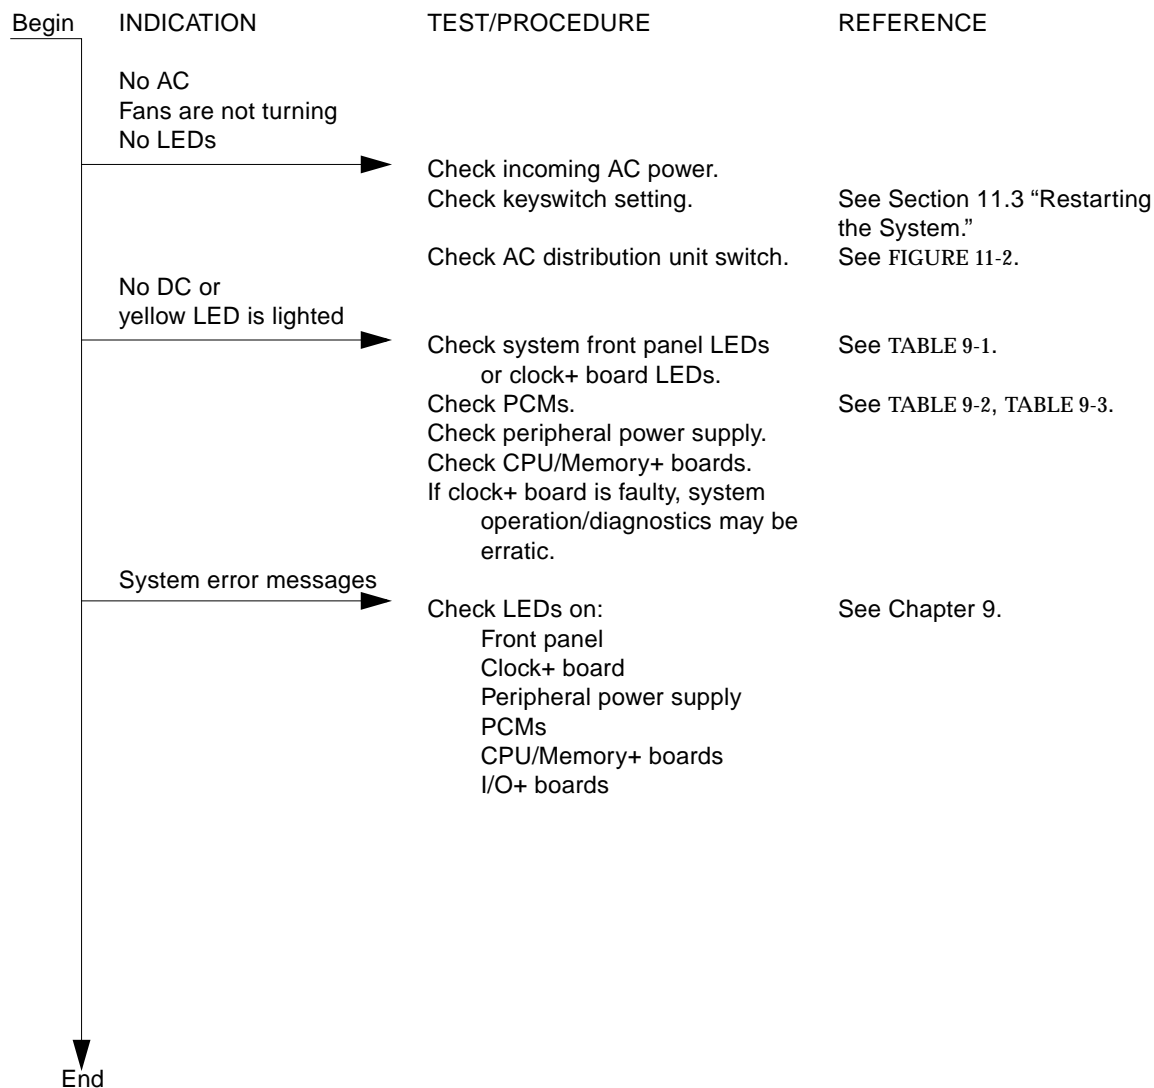 Begin INDICATION TEST/PROCEDURE REFERENCE
No AC
Fans are not turning
No LEDs
Check incoming AC power.
Check keyswitch setting. See Section 11.3 “Restarting
the System.”
Check AC distribution unit switch. See FIGURE 11-2.
No DC or
yellow LED is lighted
Check system front panel LEDs See TABLE 9-1.
or clock+ board LEDs.
Check PCMs. See TABLE 9-2, TABLE 9-3.
Check peripheral power supply.
Check CPU/Memory+ boards.
If clock+ board is faulty, system
operation/diagnostics may be
erratic.
System error messages
Check LEDs on: See Chapter 9.
Front panel
Clock+ board
Peripheral power supply
PCMs
CPU/Memory+ boards
I/O+ boards
End